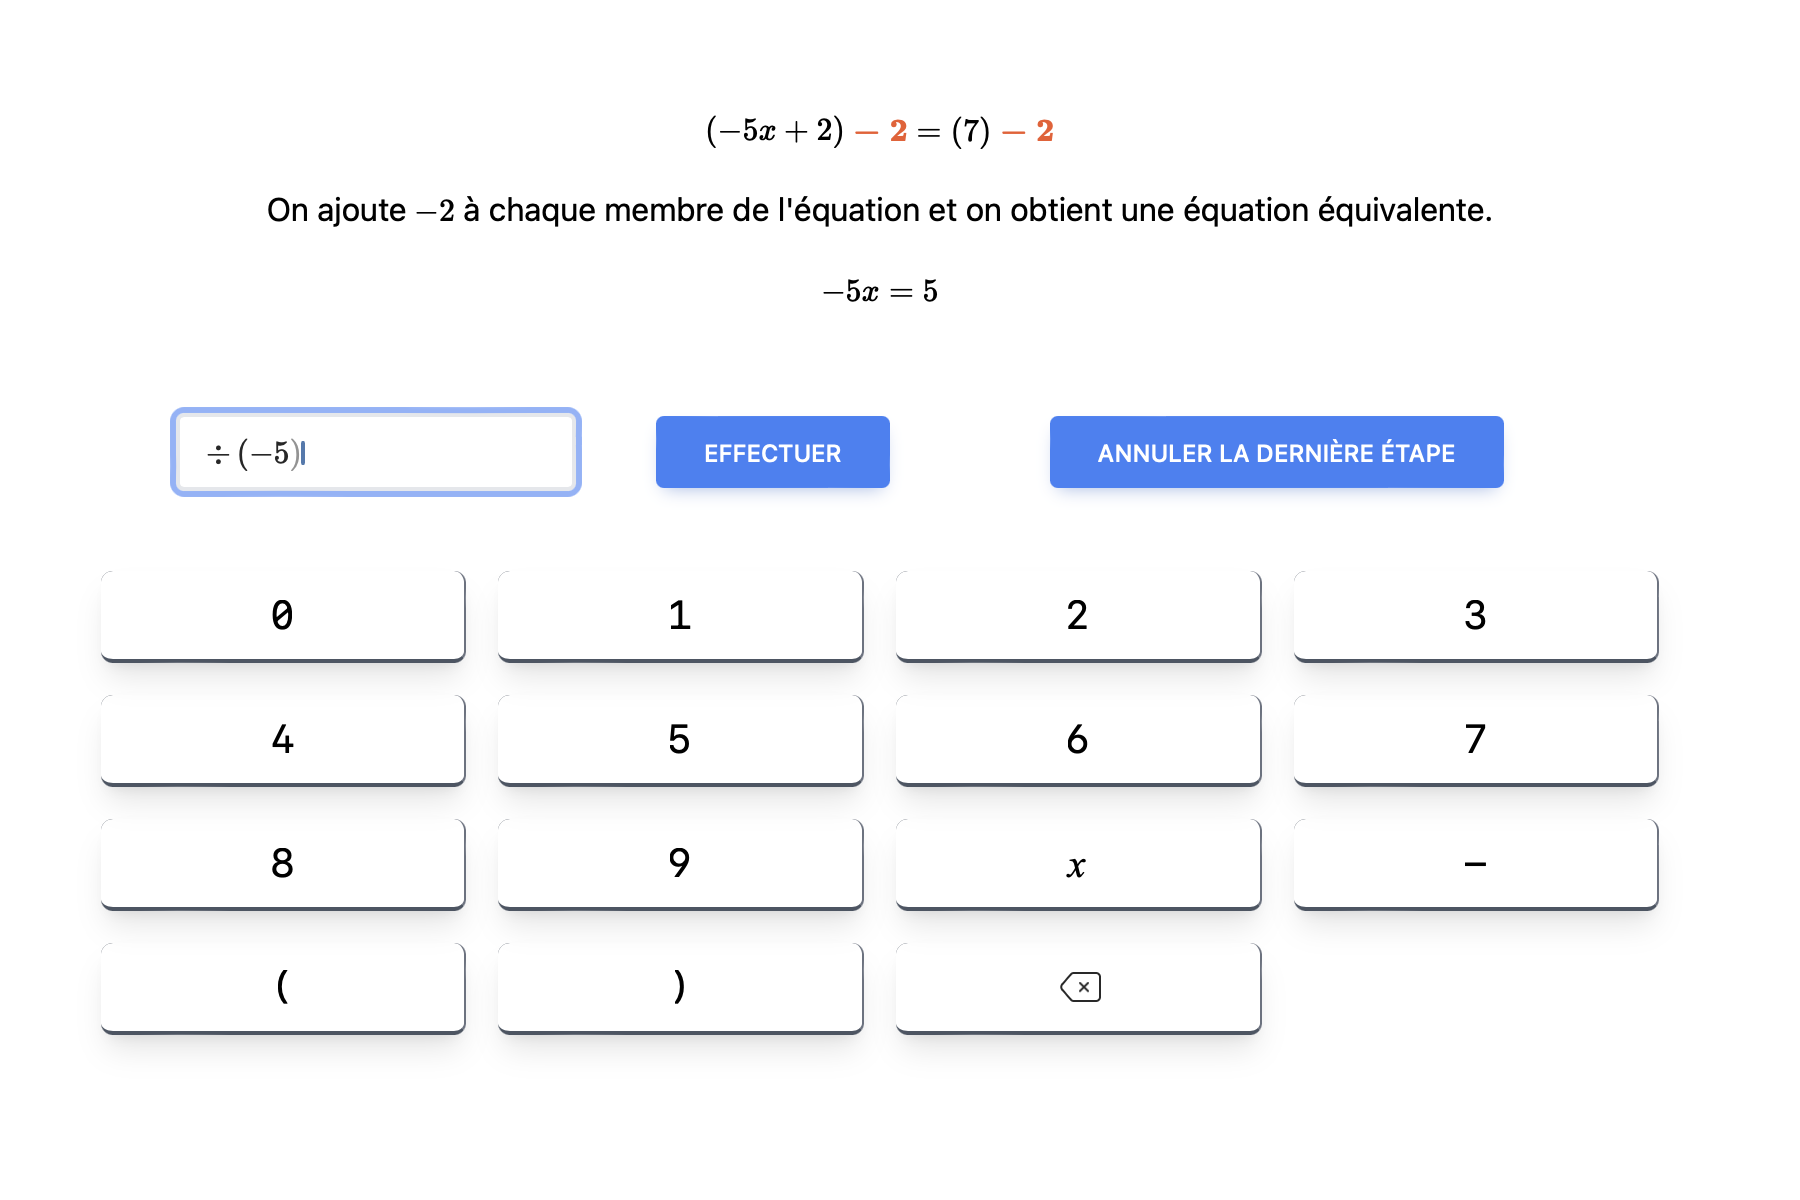 (−5x + 2) − 2 = (7) − 2
On ajoute −2 à chaque membre de l'équation et on obtient une équation équivalente.
−5x = 5
÷ (−5)
EFFECTUER
ANNULER LA DERNIÈRE ÉTAPE
0 1 2 3
4 5 6 7
8 9 x −
( )